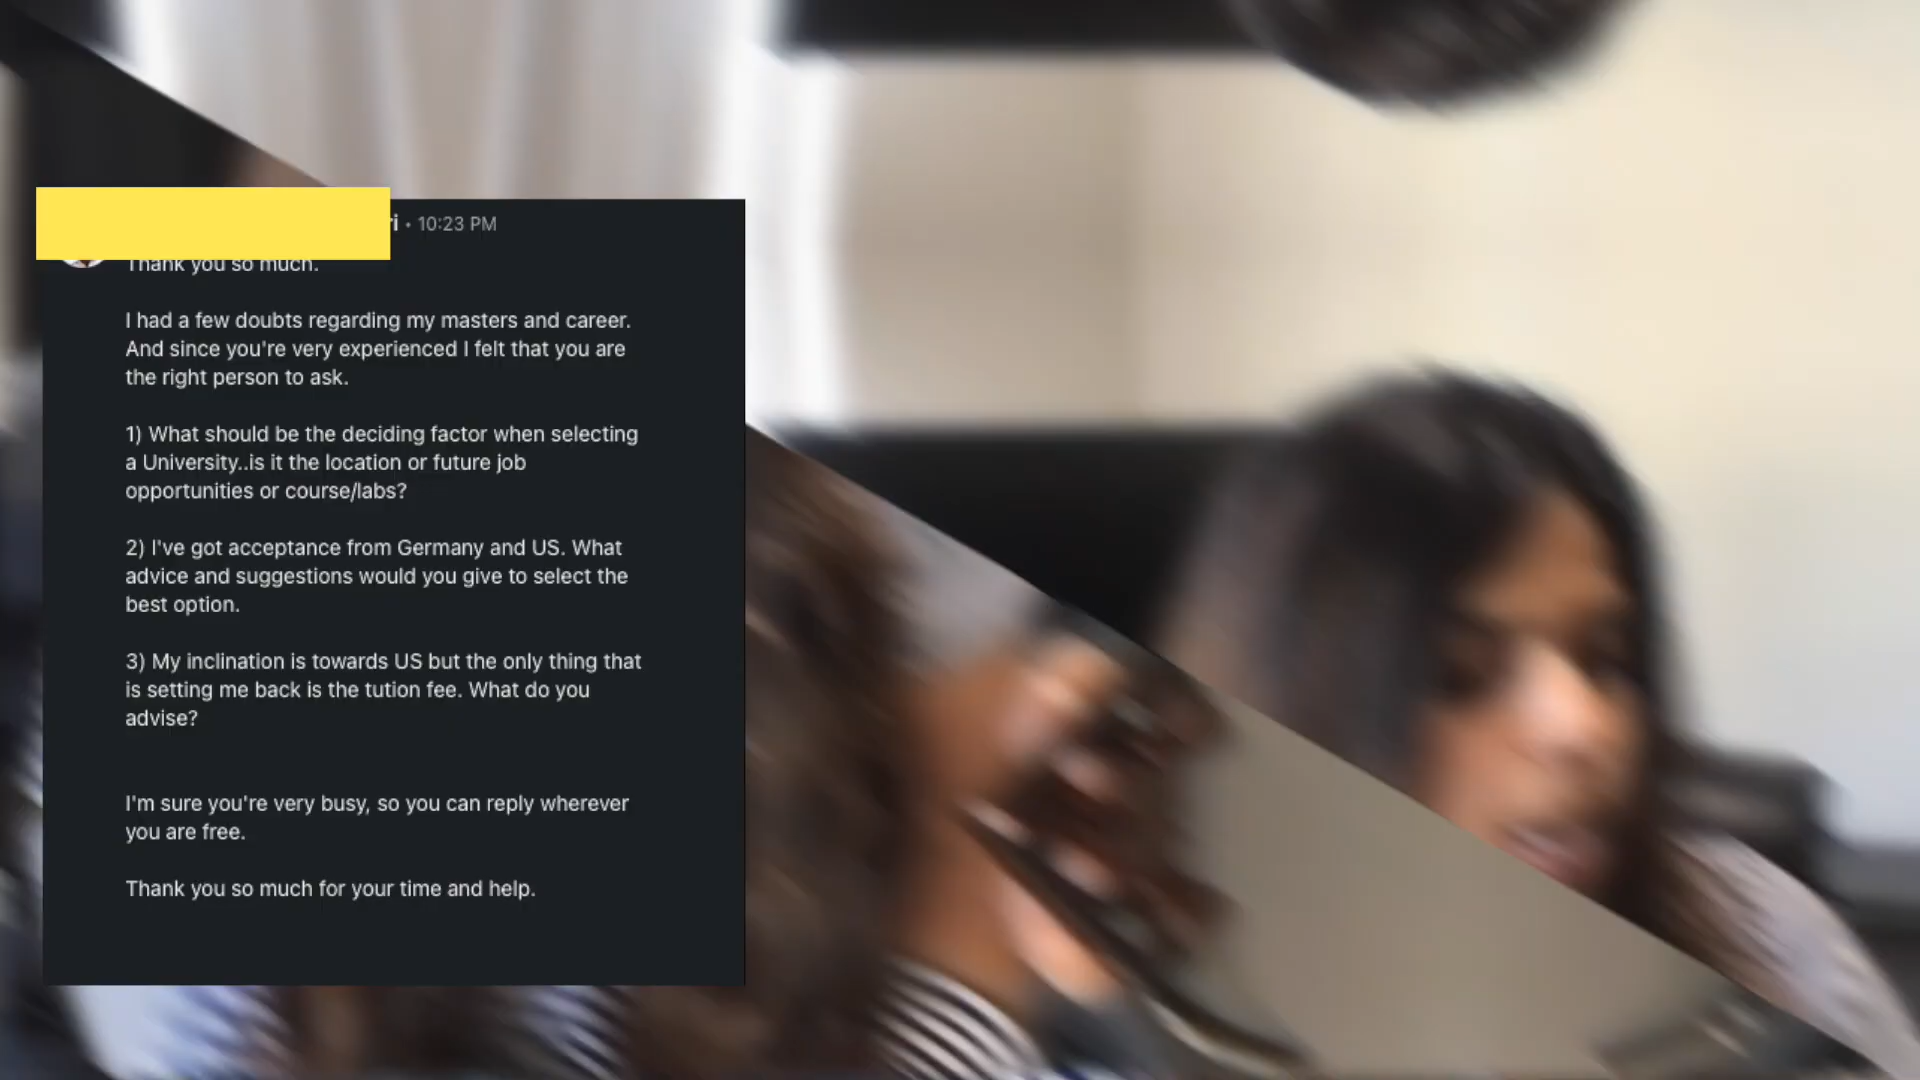 ri • 10:23 PM
Thank you so much.
I had a few doubts regarding my masters and career.
And since you're very experienced I felt that you are
the right person to ask.
1) What should be the deciding factor when selecting
a University..is it the location or future job
opportunities or course/labs?
2) I've got acceptance from Germany and US. What
advice and suggestions would you give to select the
best option.
3) My inclination is towards US but the only thing that
is setting me back is the tution fee. What do you
advise?
I'm sure you're very busy, so you can reply wherever
you are free.
Thank you so much for your time and help.